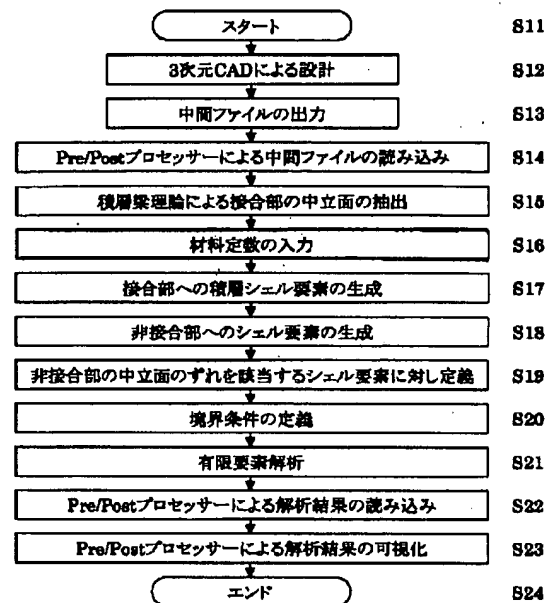 スタート S11
3次元CADによる設計 S12
中間ファイルの出力 S13
Pre/Postプロセッサーによる中間ファイルの読み込み S14
積層梁理論による接合部の中立面の抽出 S15
材料定数の入力 S16
接合部への積層シェル要素の生成 S17
非接合部へのシェル要素の生成 S18
非接合部の中立面のずれを該当するシェル要素に対し定義 S19
境界条件の定義 S20
有限要素解析 S21
Pre/Postプロセッサーによる解析結果の読み込み S22
Pre/Postプロセッサーによる解析結果の可視化 S23
エンド S24